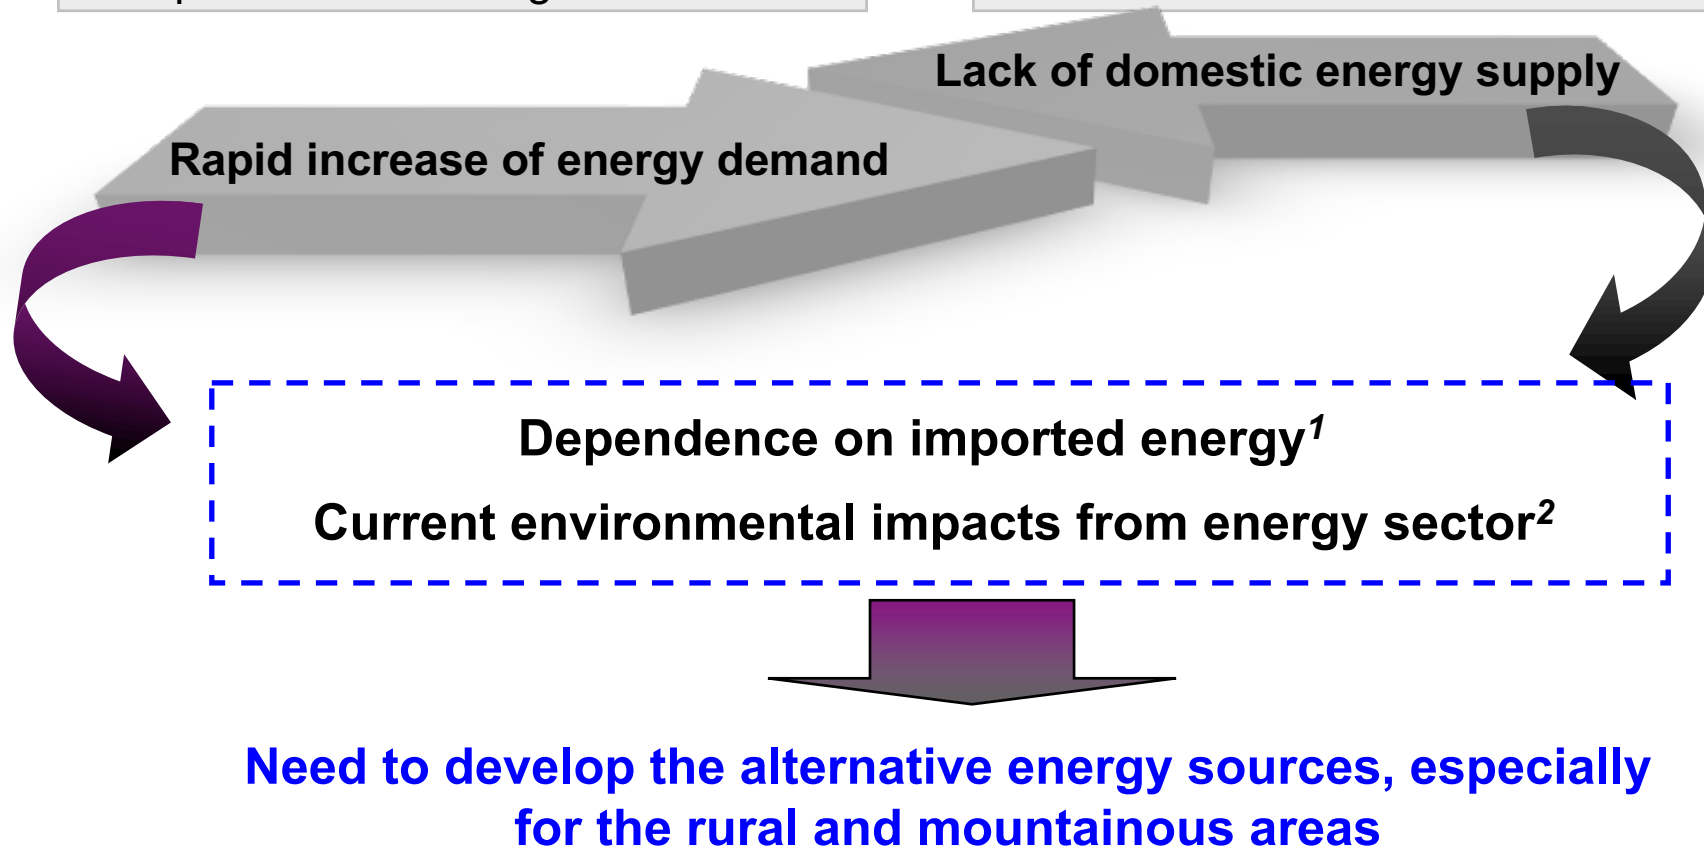 Lack of domestic energy supply
Rapid increase of energy demand
Dependence on imported energy1
Current environmental impacts from energy sector2
Need to develop the alternative energy sources, especially
for the rural and mountainous areas